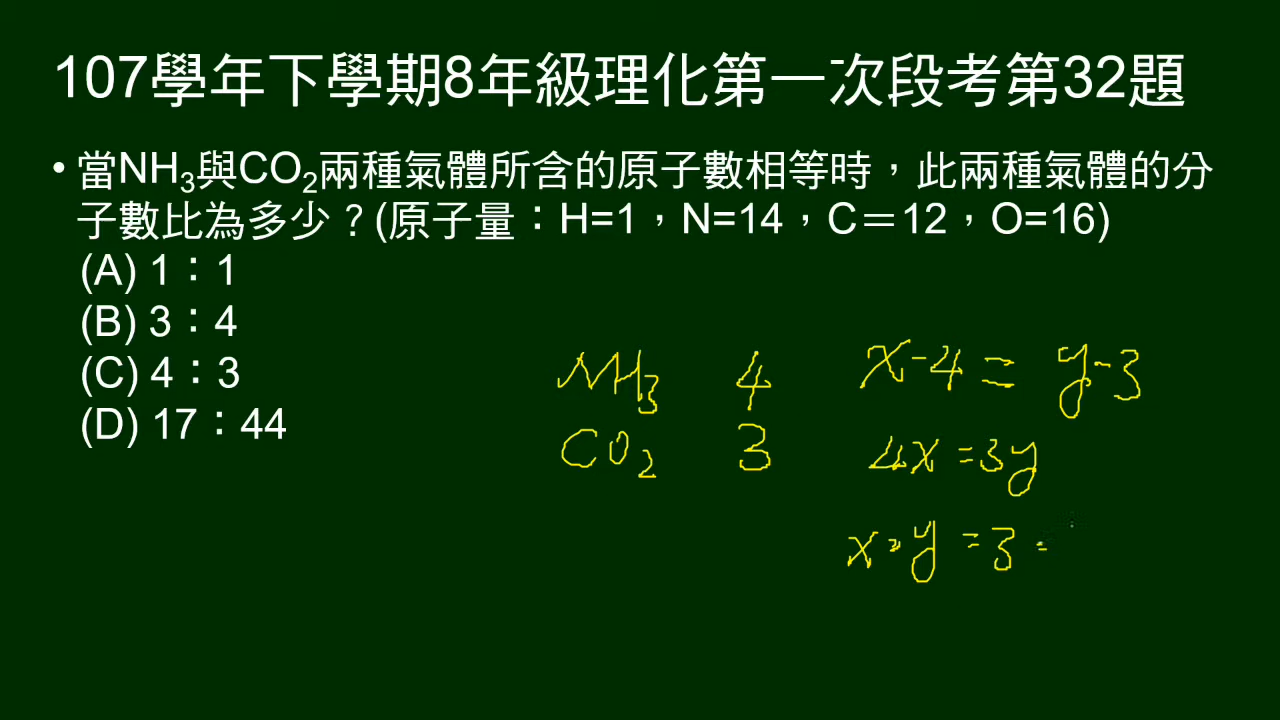 107學年下學期8年級理化第一次段考第32題
• 當NH₃與CO₂兩種氣體所含的原子數相等時，此兩種氣體的分
子數比為多少？(原子量：H=1，N=14，C＝12，O=16)
(A) 1：1
(B) 3：4
(C) 4：3
(D) 17：44
NH₃ 4 x-4 = y-3
CO₂ 3 4x =3y
x:y =3 =